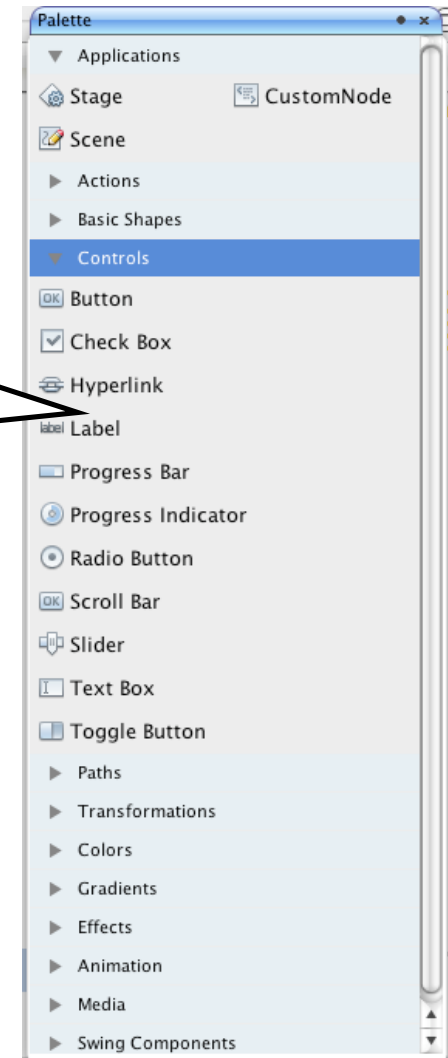 Palette
Applications
Stage CustomNode
Scene
Actions
Basic Shapes
Controls
OK Button
Check Box
Hyperlink
label Label
Progress Bar
Progress Indicator
Radio Button
OK Scroll Bar
Slider
Text Box
Toggle Button
Paths
Transformations
Colors
Gradients
Effects
Animation
Media
Swing Components